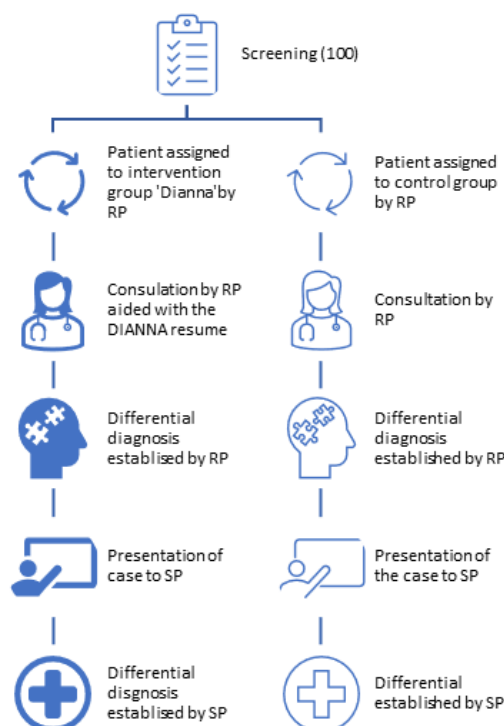 Screening (100)
Patient assigned
to intervention
group 'Dianna'by
RP
Patient assigned
to control group
by RP
Consulation by RP
aided with the
DIANNA resume
Consultation by
RP
Differential
diagnosis
establised by RP
Differential
diagnosis
established by RP
Presentation of
case to SP
Presentation of
the case to SP
Differential
disgnosis
establised by SP
Differential
established by SP